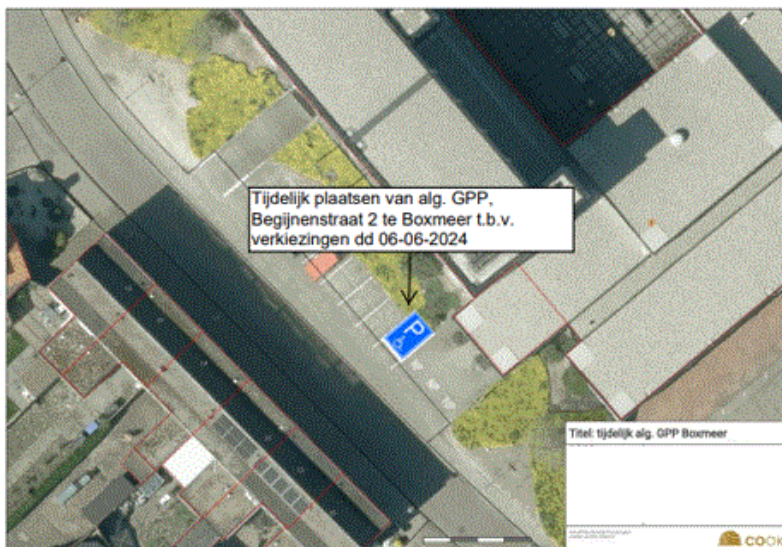 Tijdelijk plaatsen van alg. GPP,
Begijnenstraat 2 te Boxmeer t.b.v.
verkiezingen dd 06-06-2024
P
Titel: tijdelijk alg. GPP Boxmeer